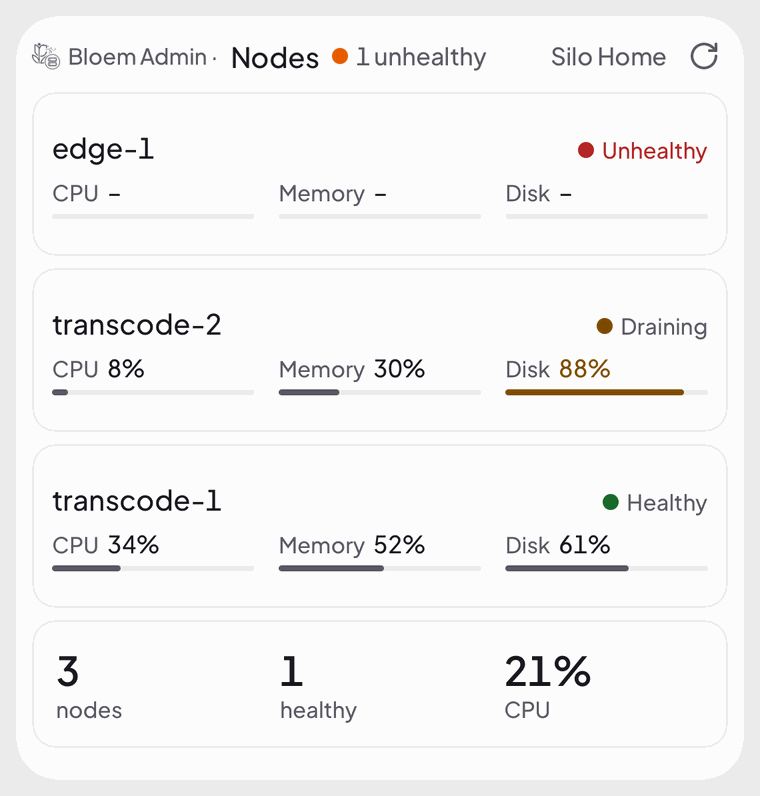 Bloem Admin · Nodes 1 unhealthy Silo Home
edge-1 Unhealthy
CPU – Memory – Disk –
transcode-2 Draining
CPU 8% Memory 30% Disk 88%
transcode-1 Healthy
CPU 34% Memory 52% Disk 61%
3 1 21%
nodes healthy CPU